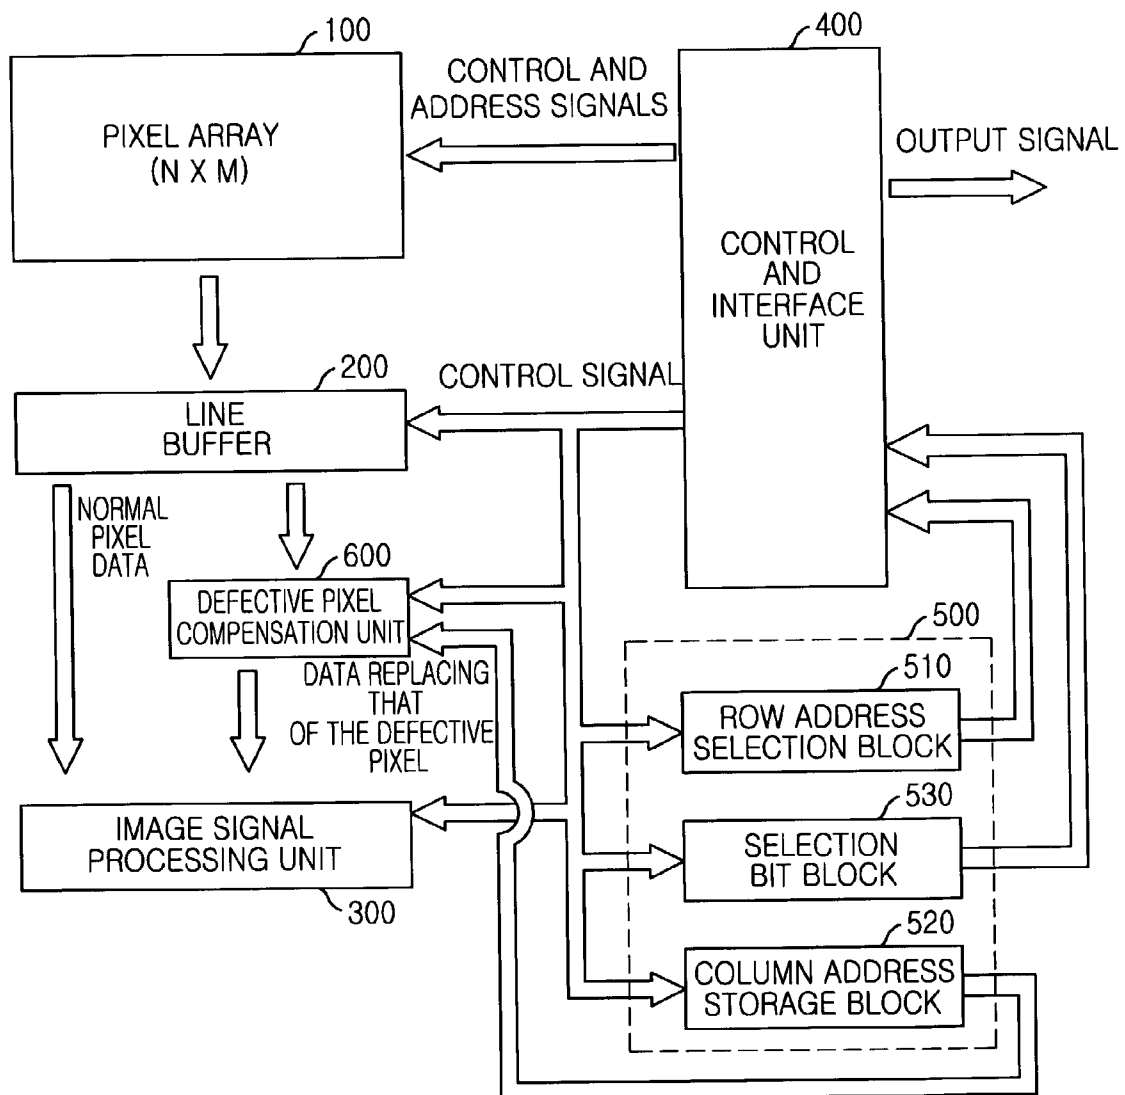 100
PIXEL ARRAY
(N X M)
CONTROL AND
ADDRESS SIGNALS
400
CONTROL
AND
INTERFACE
UNIT
OUTPUT SIGNAL
200
LINE
BUFFER
CONTROL SIGNAL
NORMAL
PIXEL
DATA
600
DEFECTIVE PIXEL
COMPENSATION UNIT
DATA REPLACING
THAT
OF THE DEFECTIVE
PIXEL
IMAGE SIGNAL
PROCESSING UNIT
300
500
510
ROW ADDRESS
SELECTION BLOCK
530
SELECTION
BIT BLOCK
520
COLUMN ADDRESS
STORAGE BLOCK